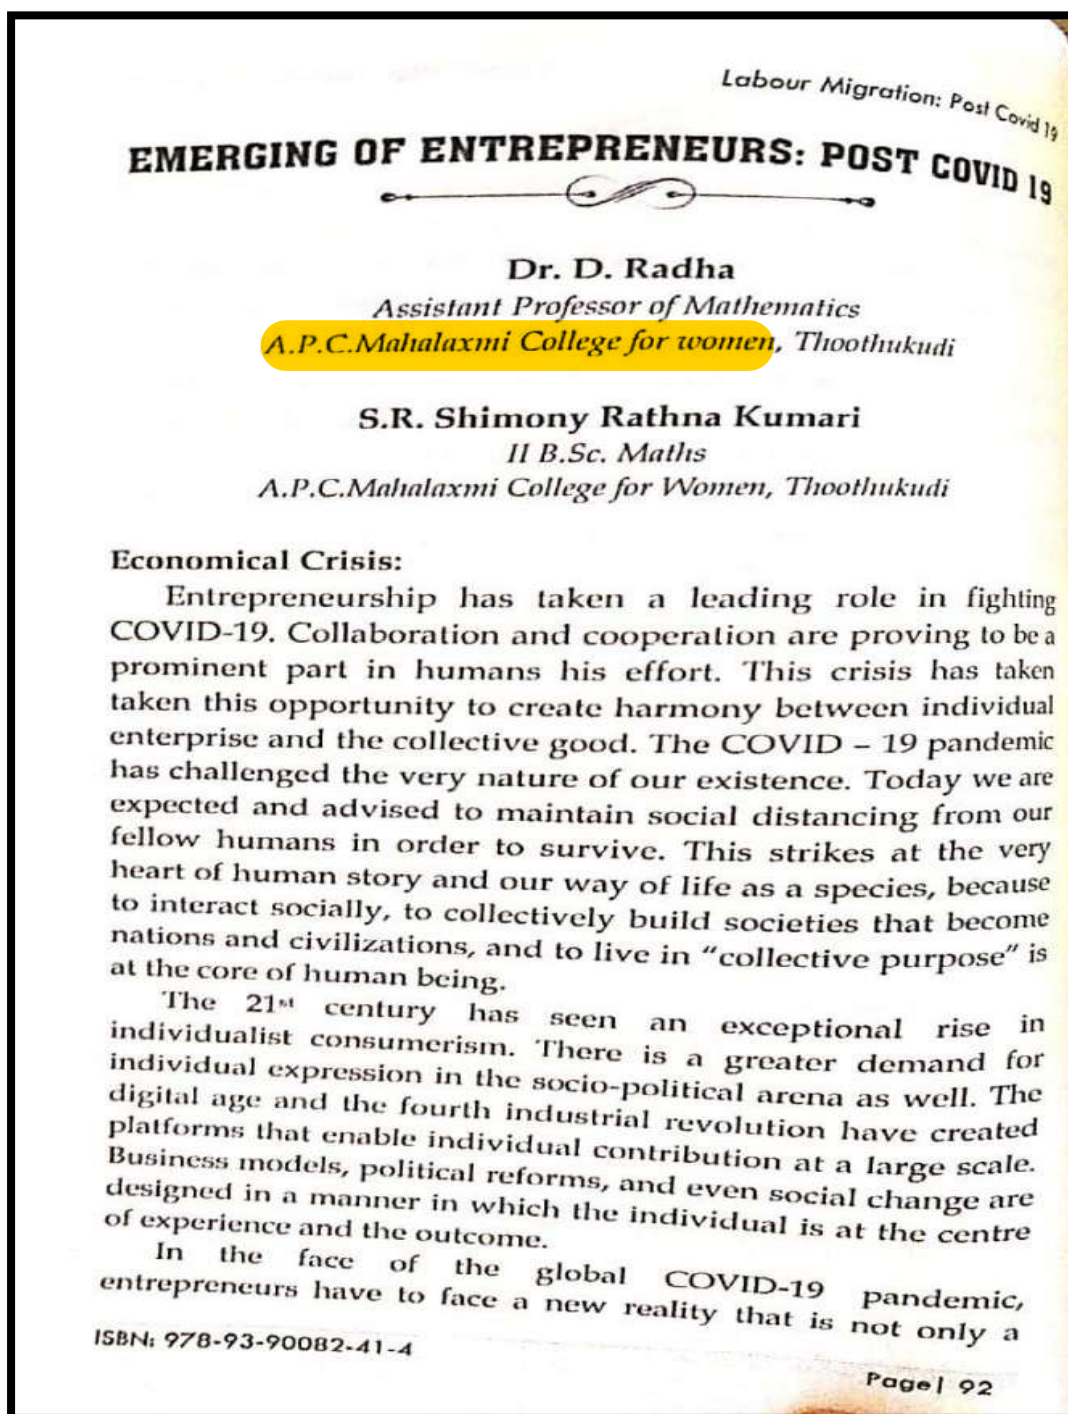 Labour Migration: Post Covid 19
EMERGING OF ENTREPRENEURS: POST COVID 19
Dr. D. Radha
Assistant Professor of Mathematics
A.P.C.Mahalaxmi College for women, Thoothukudi
S.R. Shimony Rathna Kumari
II B.Sc. Maths
A.P.C.Mahalaxmi College for Women, Thoothukudi
Economical Crisis:
Entrepreneurship has taken a leading role in fighting
COVID-19. Collaboration and cooperation are proving to be a
prominent part in humans his effort. This crisis has taken
taken this opportunity to create harmony between individual
enterprise and the collective good. The COVID – 19 pandemic
has challenged the very nature of our existence. Today we are
expected and advised to maintain social distancing from our
fellow humans in order to survive. This strikes at the very
heart of human story and our way of life as a species, because
to interact socially, to collectively build societies that become
nations and civilizations, and to live in “collective purpose” is
at the core of human being.
The 21st century has seen an exceptional rise in
individualist consumerism. There is a greater demand for
individual expression in the socio-political arena as well. The
digital age and the fourth industrial revolution have created
platforms that enable individual contribution at a large scale.
Business models, political reforms, and even social change are
designed in a manner in which the individual is at the centre
of experience and the outcome.
In the face of the global COVID-19 pandemic,
entrepreneurs have to face a new reality that is not only a
ISBN: 978-93-90082-41-4
Page| 92